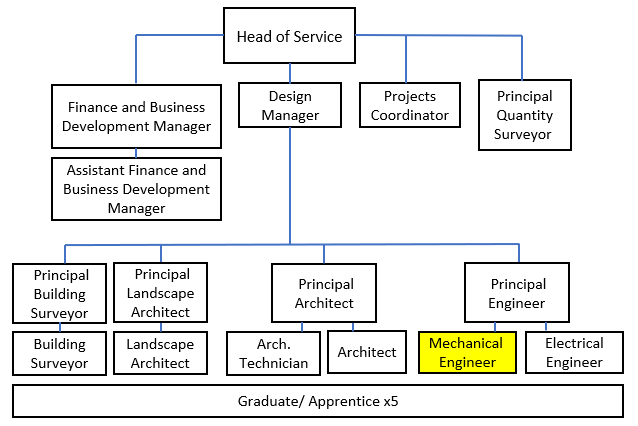 Head of Service
Finance and Business
Development Manager
Design
Manager
Projects
Coordinator
Principal
Quantity
Surveyor
Assistant Finance and
Business Development
Manager
Principal
Building
Surveyor
Principal
Landscape
Architect
Principal
Architect
Principal
Engineer
Building
Surveyor
Landscape
Architect
Arch.
Technician
Architect
Mechanical
Engineer
Electrical
Engineer
Graduate/ Apprentice x5